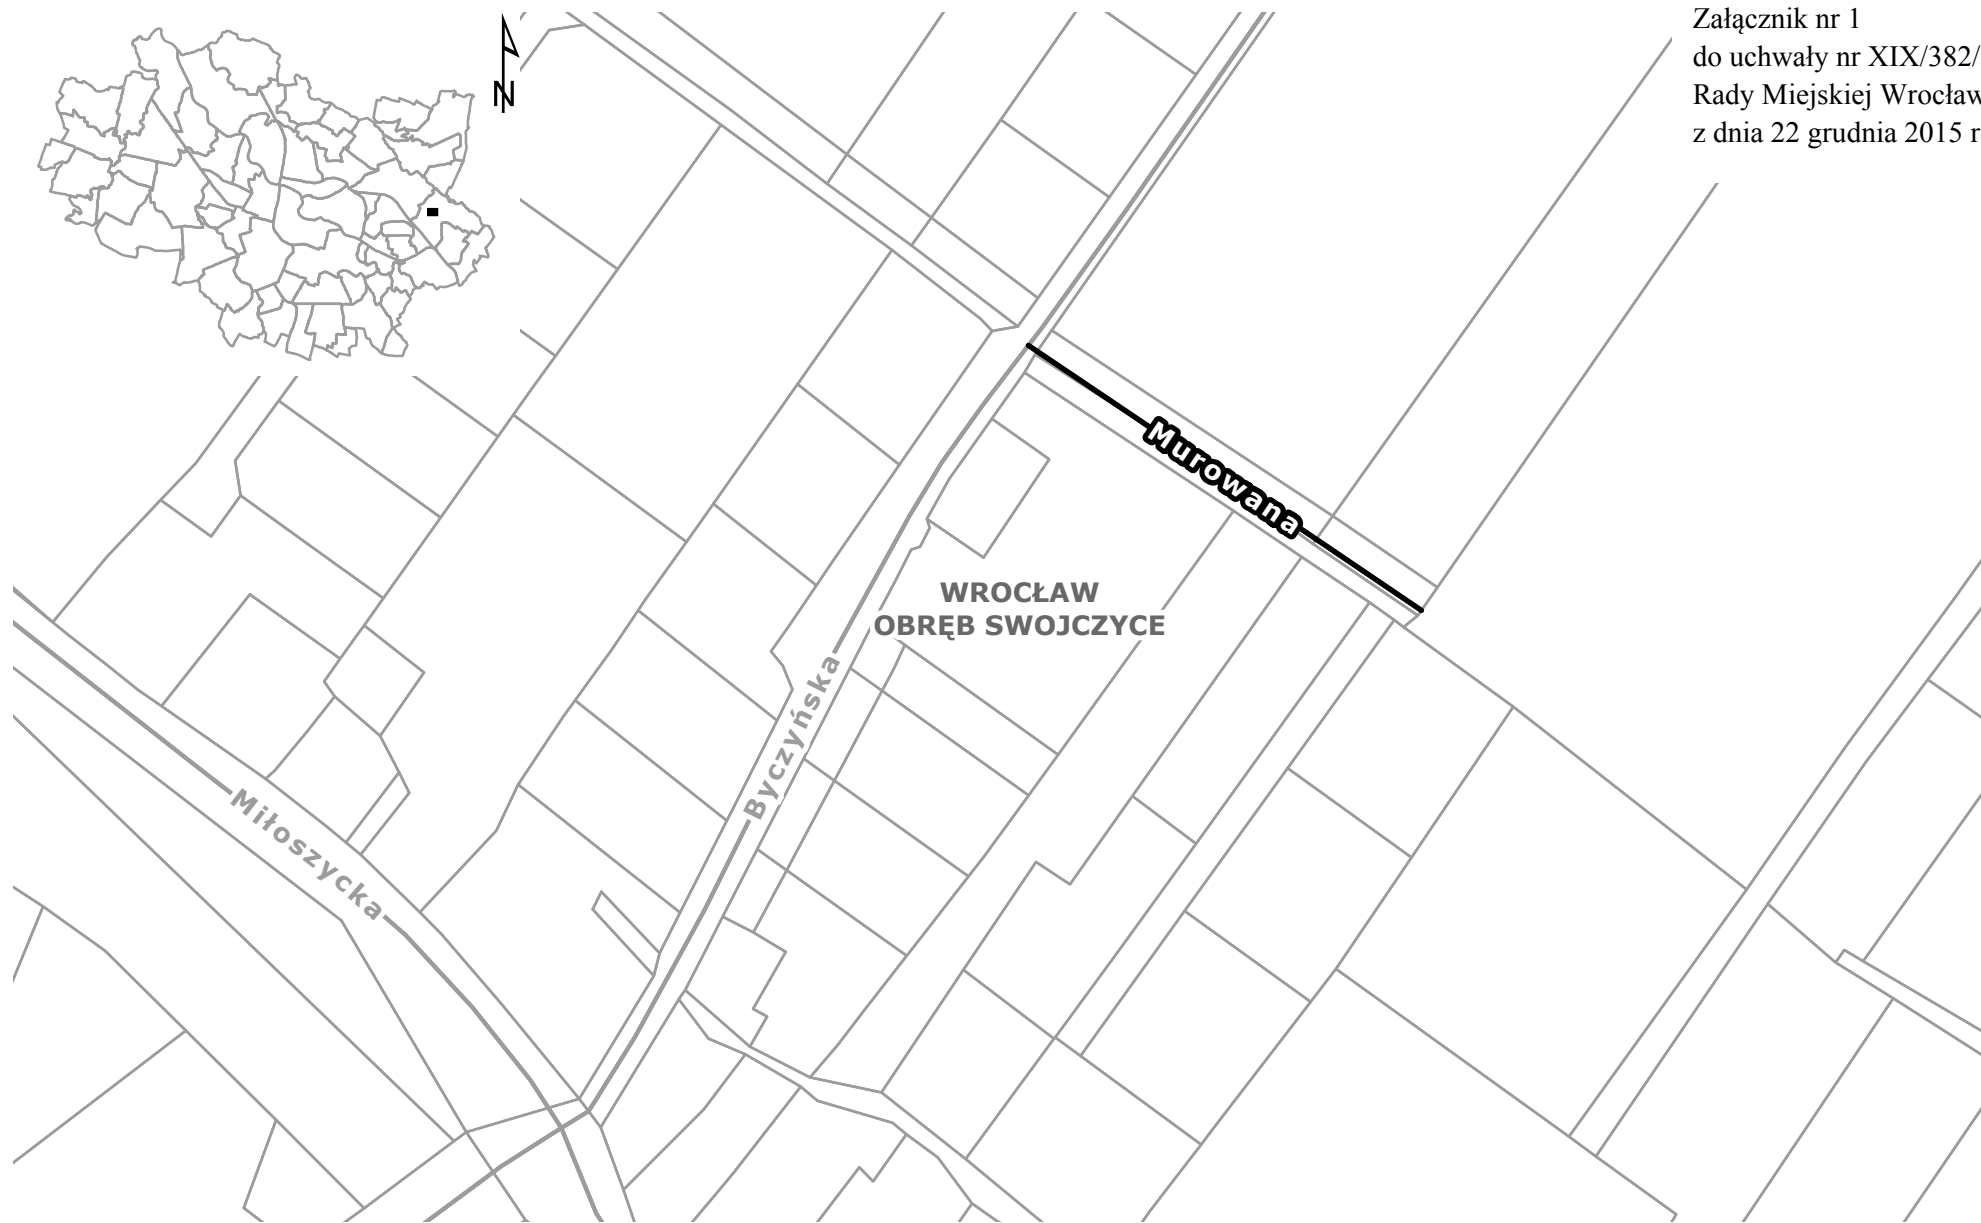 Załącznik nr 1
do uchwały nr XIX/382/
Rady Miejskiej Wrocław
z dnia 22 grudnia 2015 r
N
Murowana
WROCŁAW
OBRĘB SWOJCZYCE
Byczyńska
Miłoszycka